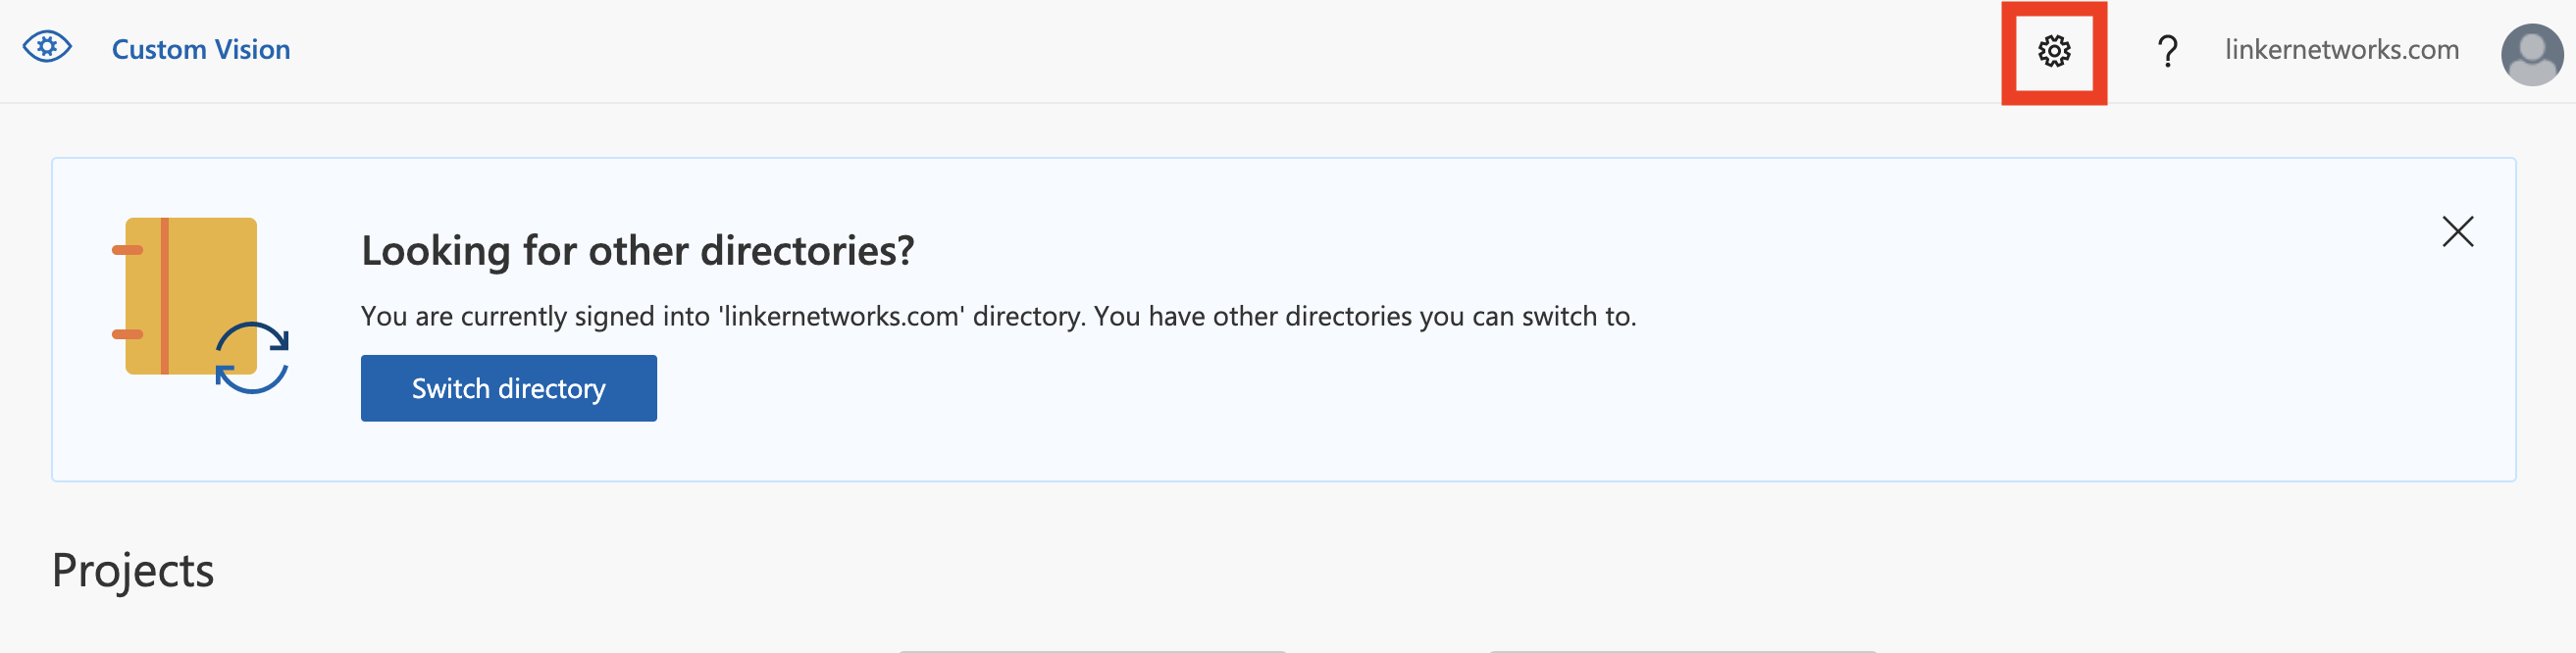 Custom Vision
? linkernetworks.com
Looking for other directories?
You are currently signed into 'linkernetworks.com' directory. You have other directories you can switch to.
Switch directory
Projects